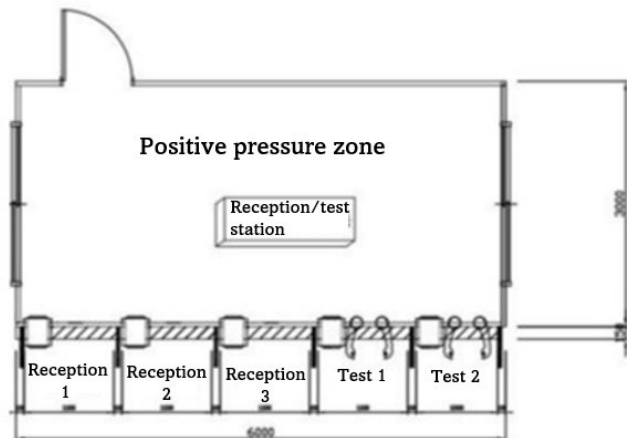 Positive pressure zone
Reception/test
station
3000
Reception
1
Reception
2
Reception
3
Test 1
Test 2
6000